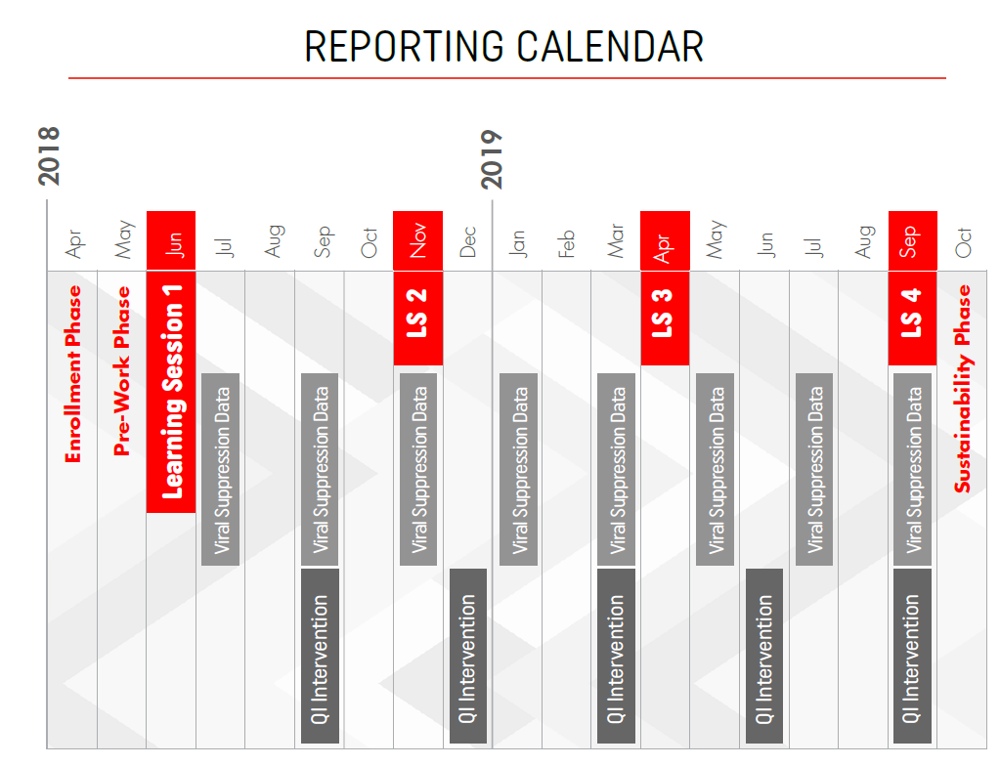 REPORTING CALENDAR
2018
2019
Apr
May
Jun
Jul
Aug
Sep
Oct
Nov
Dec
Jan
Feb
Mar
Apr
May
Jun
Jul
Aug
Sep
Oct
Enrollment Phase
Pre-Work Phase
Learning Session 1
LS 2
LS 3
LS 4
Sustainability Phase
Viral Suppression Data
Viral Suppression Data
Viral Suppression Data
Viral Suppression Data
Viral Suppression Data
Viral Suppression Data
Viral Suppression Data
Viral Suppression Data
QI Intervention
QI Intervention
QI Intervention
QI Intervention
QI Intervention